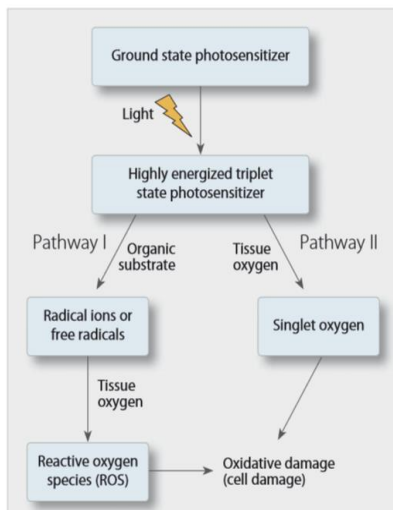 Ground state photosensitizer
Light
Highly energized triplet
state photosensitizer
Pathway I
Organic
substrate
Tissue
oxygen
Pathway II
Radical ions or
free radicals
Singlet oxygen
Tissue
oxygen
Reactive oxygen
species (ROS)
Oxidative damage
(cell damage)